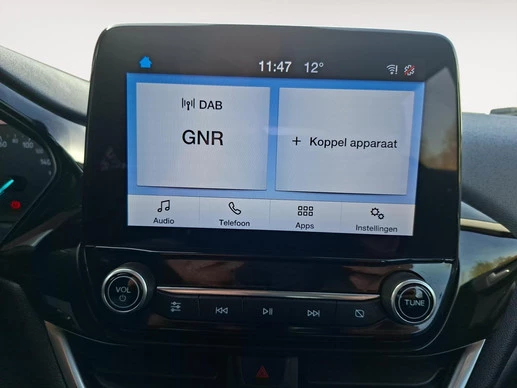 11:47 12°
DAB
GNR
+ Koppel apparaat
Audio
Telefoon
Apps
Instellingen
VOL
TUNE